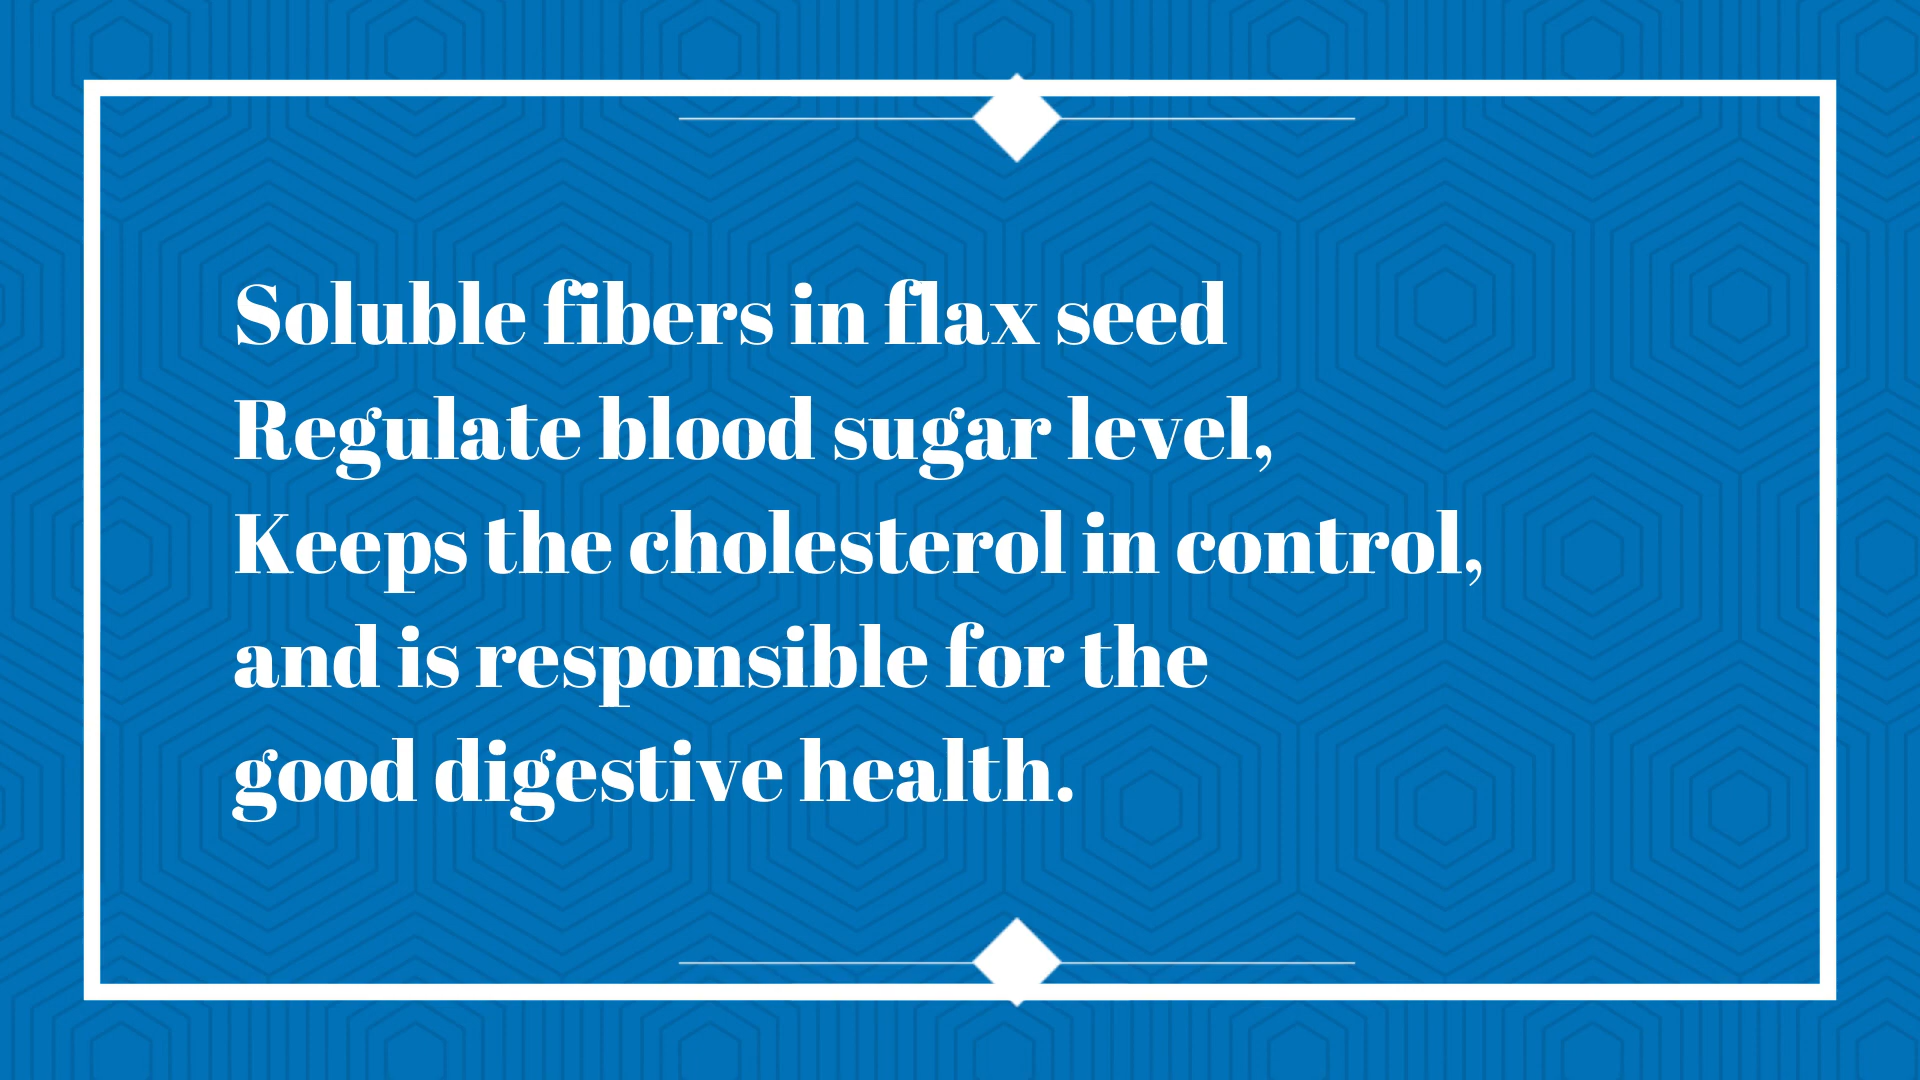 Soluble fibers in flax seed
Regulate blood sugar level,
Keeps the cholesterol in control,
and is responsible for the
good digestive health.